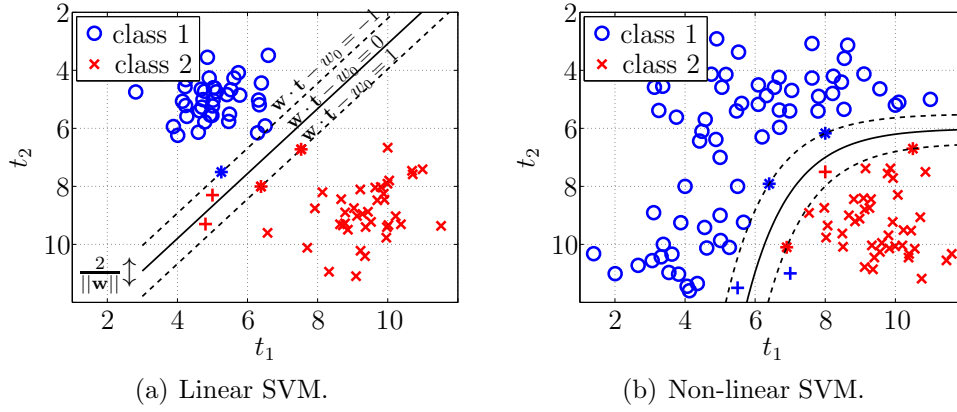 2
4
6
8
10
t₂
class 1
class 2
w · t − w₀ = −1
w · t − w₀ = 0
w · t − w₀ = 1
2
||w||
2 4 6 8 10
t₁
(a) Linear SVM.
2
4
6
8
10
t₂
class 1
class 2
2 4 6 8 10
t₁
(b) Non-linear SVM.